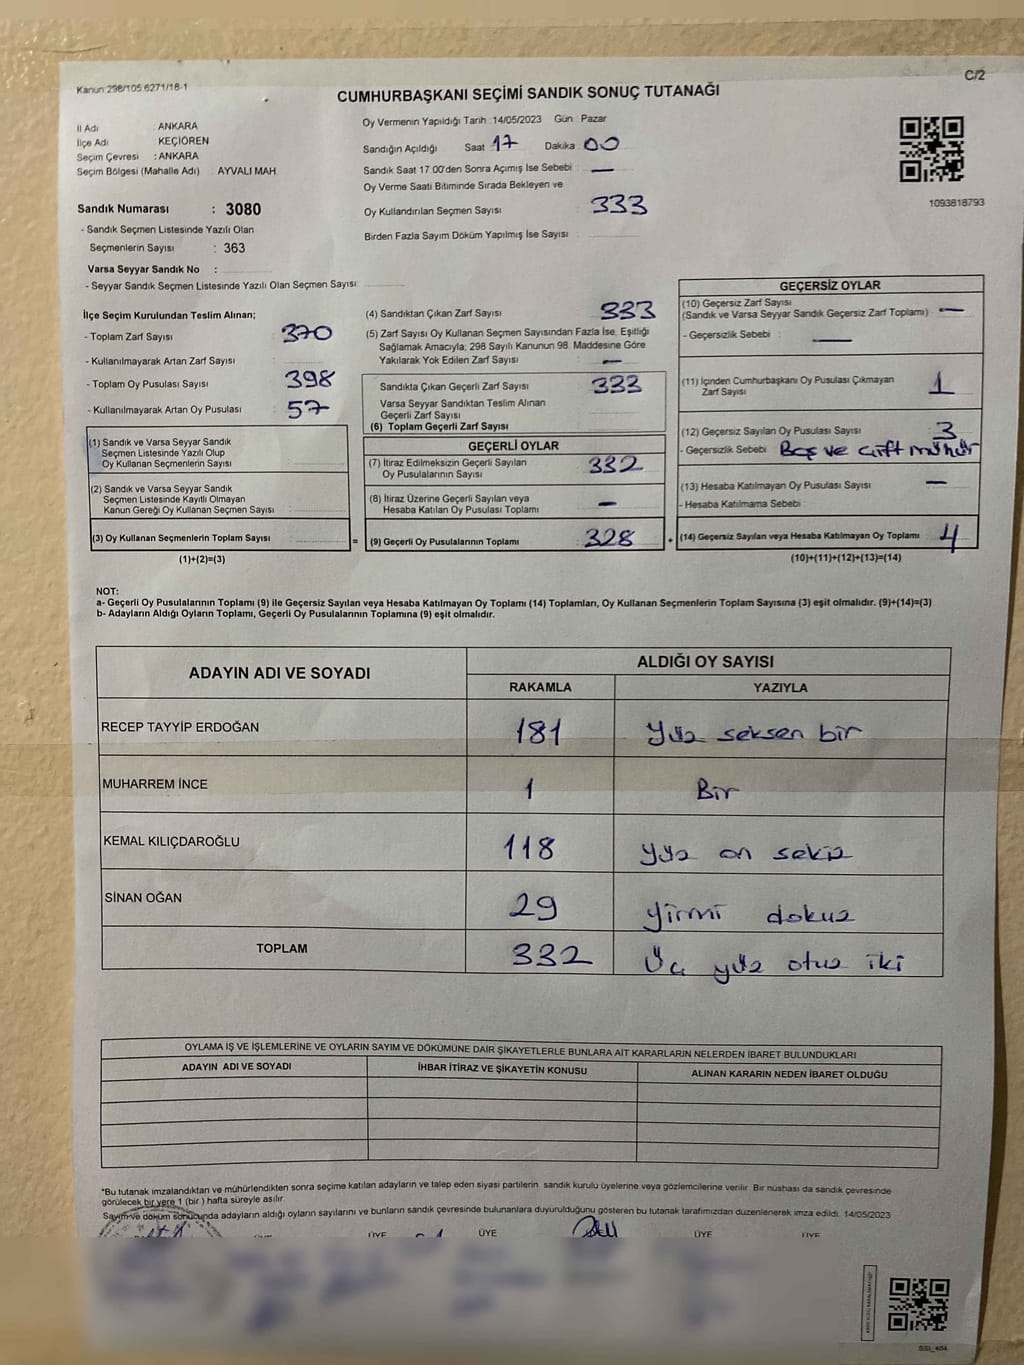 Kanun:298/105.6271/18-1
C/2
CUMHURBAŞKANI SEÇİMİ SANDIK SONUÇ TUTANAĞI
İl Adı ANKARA
İlçe Adı KEÇİÖREN
Seçim Çevresi : ANKARA
Seçim Bölgesi (Mahalle Adı) : AYVALI MAH
Sandık Numarası : 3080
- Sandık Seçmen Listesinde Yazılı Olan
Seçmenlerin Sayısı : 363
Varsa Seyyar Sandık No :
- Seyyar Sandık Seçmen Listesinde Yazılı Olan Seçmen Sayısı:
Oy Vermenin Yapıldığı Tarih :14/05/2023 Gün : Pazar
Sandığın Açıldığı Saat : 17 Dakika : 00
Sandık Saat 17:00'den Sonra Açımış İse Sebebi : —
Oy Verme Saati Bitiminde Sırada Bekleyen ve
Oy Kullandırılan Seçmen Sayısı : 333
Birden Fazla Sayım Döküm Yapılmış İse Sayısı :
1093818793
İlçe Seçim Kurulundan Teslim Alınan;
- Toplam Zarf Sayısı : 370
- Kullanılmayarak Artan Zarf Sayısı :
- Toplam Oy Pusulası Sayısı : 398
- Kullanılmayarak Artan Oy Pusulası : 57
(1) Sandık ve Varsa Seyyar Sandık
Seçmen Listesinde Yazılı Olup
Oy Kullanan Seçmenlerin Sayısı :
(2) Sandık ve Varsa Seyyar Sandık
Seçmen Listesinde Kayıtlı Olmayan
Kanun Gereği Oy Kullanan Seçmen Sayısı :
(3) Oy Kullanan Seçmenlerin Toplam Sayısı : =
(1)+(2)=(3)
(4) Sandıktan Çıkan Zarf Sayısı : 333
(5) Zarf Sayısı Oy Kullanan Seçmen Sayısından Fazla İse, Eşitliği
Sağlamak Amacıyla, 298 Sayılı Kanunun 98. Maddesine Göre
Yakılarak Yok Edilen Zarf Sayısı : —
Sandıkta Çıkan Geçerli Zarf Sayısı : 333
Varsa Seyyar Sandıktan Teslim Alınan
Geçerli Zarf Sayısı :
(6) Toplam Geçerli Zarf Sayısı :
GEÇERLİ OYLAR
(7) İtiraz Edilmeksizin Geçerli Sayılan
Oy Pusulalarının Sayısı : 332
(8) İtiraz Üzerine Geçerli Sayılan veya
Hesaba Katılan Oy Pusulası Toplamı : —
(9) Geçerli Oy Pusulalarının Toplamı : 328 +
GEÇERSİZ OYLAR
(10) Geçersiz Zarf Sayısı
(Sandık ve Varsa Seyyar Sandık Geçersiz Zarf Toplamı) : —
- Geçersizlik Sebebi : —
(11) İçinden Cumhurbaşkanı Oy Pusulası Çıkmayan
Zarf Sayısı : 1
(12) Geçersiz Sayılan Oy Pusulası Sayısı : 3
- Geçersizlik Sebebi : Boş ve çift mühür
(13) Hesaba Katılmayan Oy Pusulası Sayısı : —
- Hesaba Katılmama Sebebi :
(14) Geçersiz Sayılan veya Hesaba Katılmayan Oy Toplamı : 4
(10)+(11)+(12)+(13)=(14)
NOT:
a- Geçerli Oy Pusulalarının Toplamı (9) ile Geçersiz Sayılan veya Hesaba Katılmayan Oy Toplamı (14) Toplamları, Oy Kullanan Seçmenlerin Toplam Sayısına (3) eşit olmalıdır. (9)+(14)=(3)
b- Adayların Aldığı Oyların Toplamı, Geçerli Oy Pusulalarının Toplamına (9) eşit olmalıdır.
ADAYIN ADI VE SOYADI ALDIĞI OY SAYISI
RAKAMLA YAZIYLA
RECEP TAYYİP ERDOĞAN 181 Yüz seksen bir
MUHARREM İNCE 1 Bir
KEMAL KILIÇDAROĞLU 118 Yüz on sekiz
SİNAN OĞAN 29 Yirmi dokuz
TOPLAM 332 Üç yüz otuz iki
OYLAMA İŞ VE İŞLEMLERİNE VE OYLARIN SAYIM VE DÖKÜMÜNE DAİR ŞİKAYETLERLE BUNLARA AİT KARARLARIN NELERDEN İBARET BULUNDUKLARI
ADAYIN ADI VE SOYADI İHBAR İTİRAZ VE ŞİKAYETİN KONUSU ALINAN KARARIN NEDEN İBARET OLDUĞU
*Bu tutanak imzalandıktan ve mühürlendikten sonra seçime katılan adayların ve talep eden siyasi partilerin sandık kurulu üyelerine veya gözlemcilerine verilir. Bir nüshası da sandık çevresinde
görülecek bir yere 1 (bir) hafta süreyle asılır.
Sayım ve döküm sonucunda adayların aldığı oyların sayılarını ve bunların sandık çevresinde bulunanlara duyurulduğunu gösteren bu tutanak tarafımızdan düzenlenerek imza edildi. 14/05/2023
ÜYE ÜYE ÜYE ÜYE ÜYE